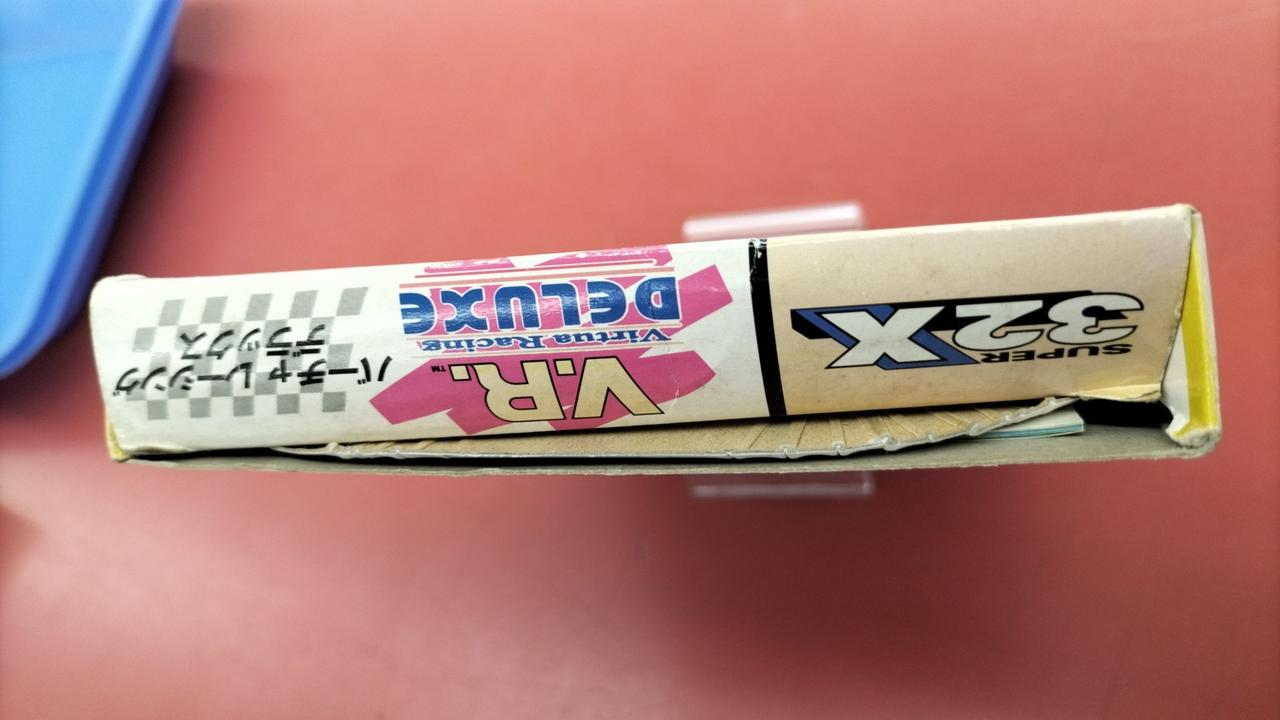 SUPER
32X
V.R.™
Virtua Racing
DELUXE
バーチャレーシング
デラックス